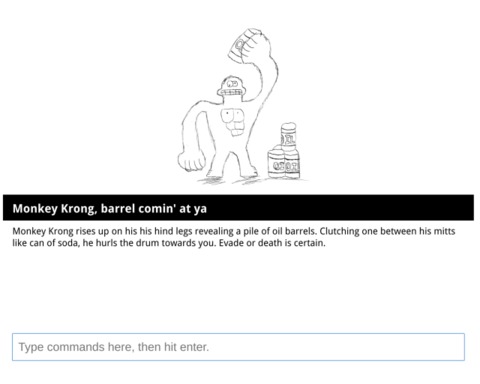 Monkey Krong, barrel comin' at ya
Monkey Krong rises up on his his hind legs revealing a pile of oil barrels. Clutching one between his mitts
like can of soda, he hurls the drum towards you. Evade or death is certain.
Type commands here, then hit enter.